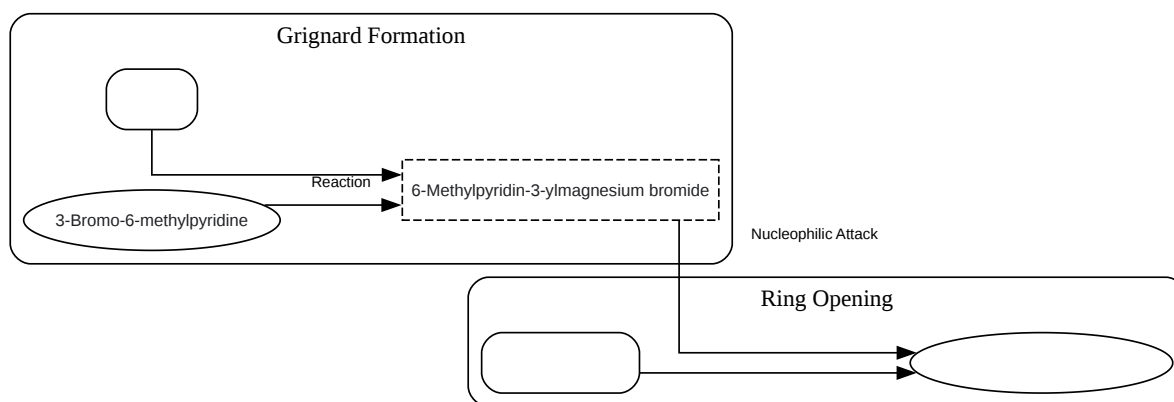 Grignard Formation
Reaction
6-Methylpyridin-3-ylmagnesium bromide
3-Bromo-6-methylpyridine
Nucleophilic Attack
Ring Opening